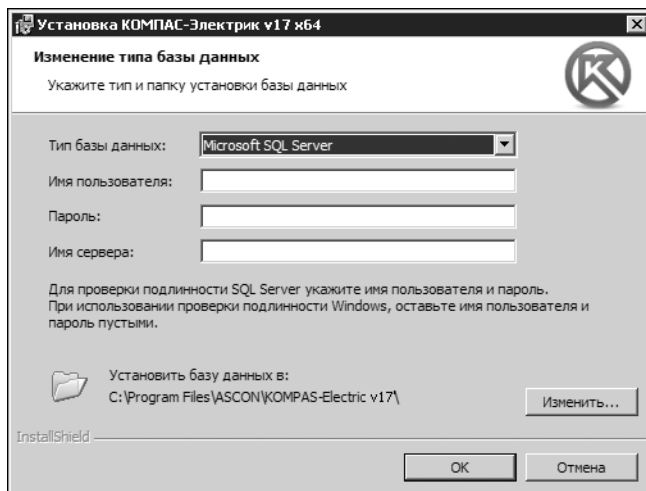 Установка КОМПАС-Электрик v17 x64
Изменение типа базы данных
Укажите тип и папку установки базы данных
Тип базы данных:
Microsoft SQL Server
Имя пользователя:
Пароль:
Имя сервера:
Для проверки подлинности SQL Server укажите имя пользователя и пароль.
При использовании проверки подлинности Windows, оставьте имя пользователя и
пароль пустыми.
Установить базу данных в:
C:\Program Files\ASCON\KOMPAS-Electric v17\
Изменить...
InstallShield
OK
Отмена